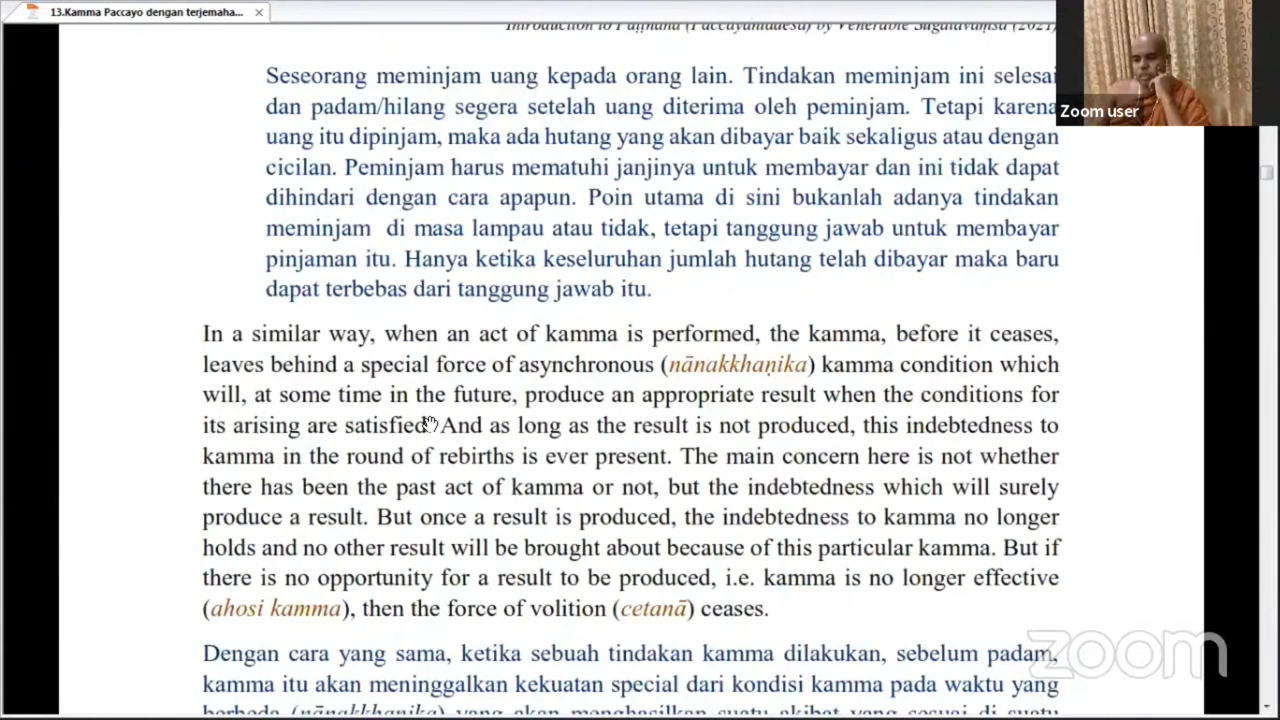 13.Kamma Paccayo dengan terjemaha...
Introduction to Paṭṭhāna (Paccayaniddesa) by Venerable Sagaravaṃsa (2021)
Seseorang meminjam uang kepada orang lain. Tindakan meminjam ini selesai
dan padam/hilang segera setelah uang diterima oleh peminjam. Tetapi karena
uang itu dipinjam, maka ada hutang yang akan dibayar baik sekaligus atau dengan
cicilan. Peminjam harus mematuhi janjinya untuk membayar dan ini tidak dapat
dihindari dengan cara apapun. Poin utama di sini bukanlah adanya tindakan
meminjam di masa lampau atau tidak, tetapi tanggung jawab untuk membayar
pinjaman itu. Hanya ketika keseluruhan jumlah hutang telah dibayar maka baru
dapat terbebas dari tanggung jawab itu.
In a similar way, when an act of kamma is performed, the kamma, before it ceases,
leaves behind a special force of asynchronous (nānakkhaṇika) kamma condition which
will, at some time in the future, produce an appropriate result when the conditions for
its arising are satisfied. And as long as the result is not produced, this indebtedness to
kamma in the round of rebirths is ever present. The main concern here is not whether
there has been the past act of kamma or not, but the indebtedness which will surely
produce a result. But once a result is produced, the indebtedness to kamma no longer
holds and no other result will be brought about because of this particular kamma. But if
there is no opportunity for a result to be produced, i.e. kamma is no longer effective
(ahosi kamma), then the force of volition (cetanā) ceases.
Dengan cara yang sama, ketika sebuah tindakan kamma dilakukan, sebelum padam,
kamma itu akan meninggalkan kekuatan special dari kondisi kamma pada waktu yang
berbeda (nānakkhaṇika) yang akan menghasilkan suatu akibat yang sesuai di suatu
Zoom user
zoom